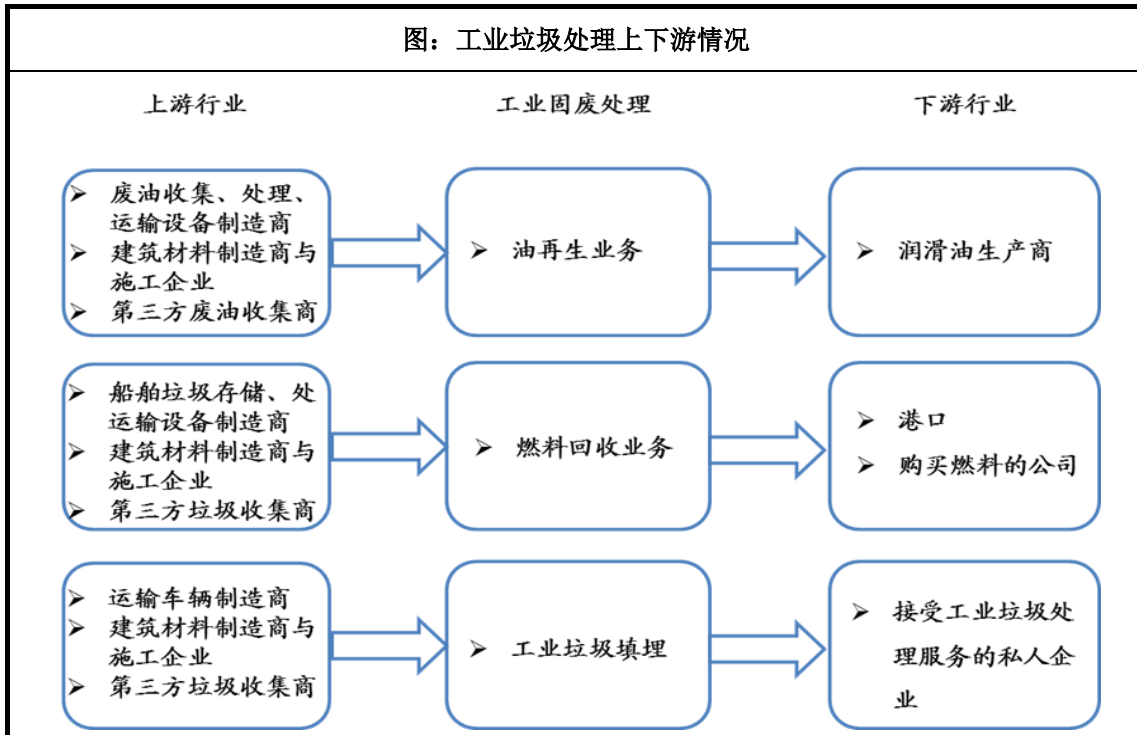 图：工业垃圾处理上下游情况
上游行业
工业固废处理
下游行业
➢ 废油收集、处理、
运输设备制造商
➢ 建筑材料制造商与
施工企业
➢ 第三方废油收集商
➢ 油再生业务
➢ 润滑油生产商
➢ 船舶垃圾存储、处
运输设备制造商
➢ 建筑材料制造商与
施工企业
➢ 第三方垃圾收集商
➢ 燃料回收业务
➢ 港口
➢ 购买燃料的公司
➢ 运输车辆制造商
➢ 建筑材料制造商与
施工企业
➢ 第三方垃圾收集商
➢ 工业垃圾填埋
➢ 接受工业垃圾处
理服务的私人企
业